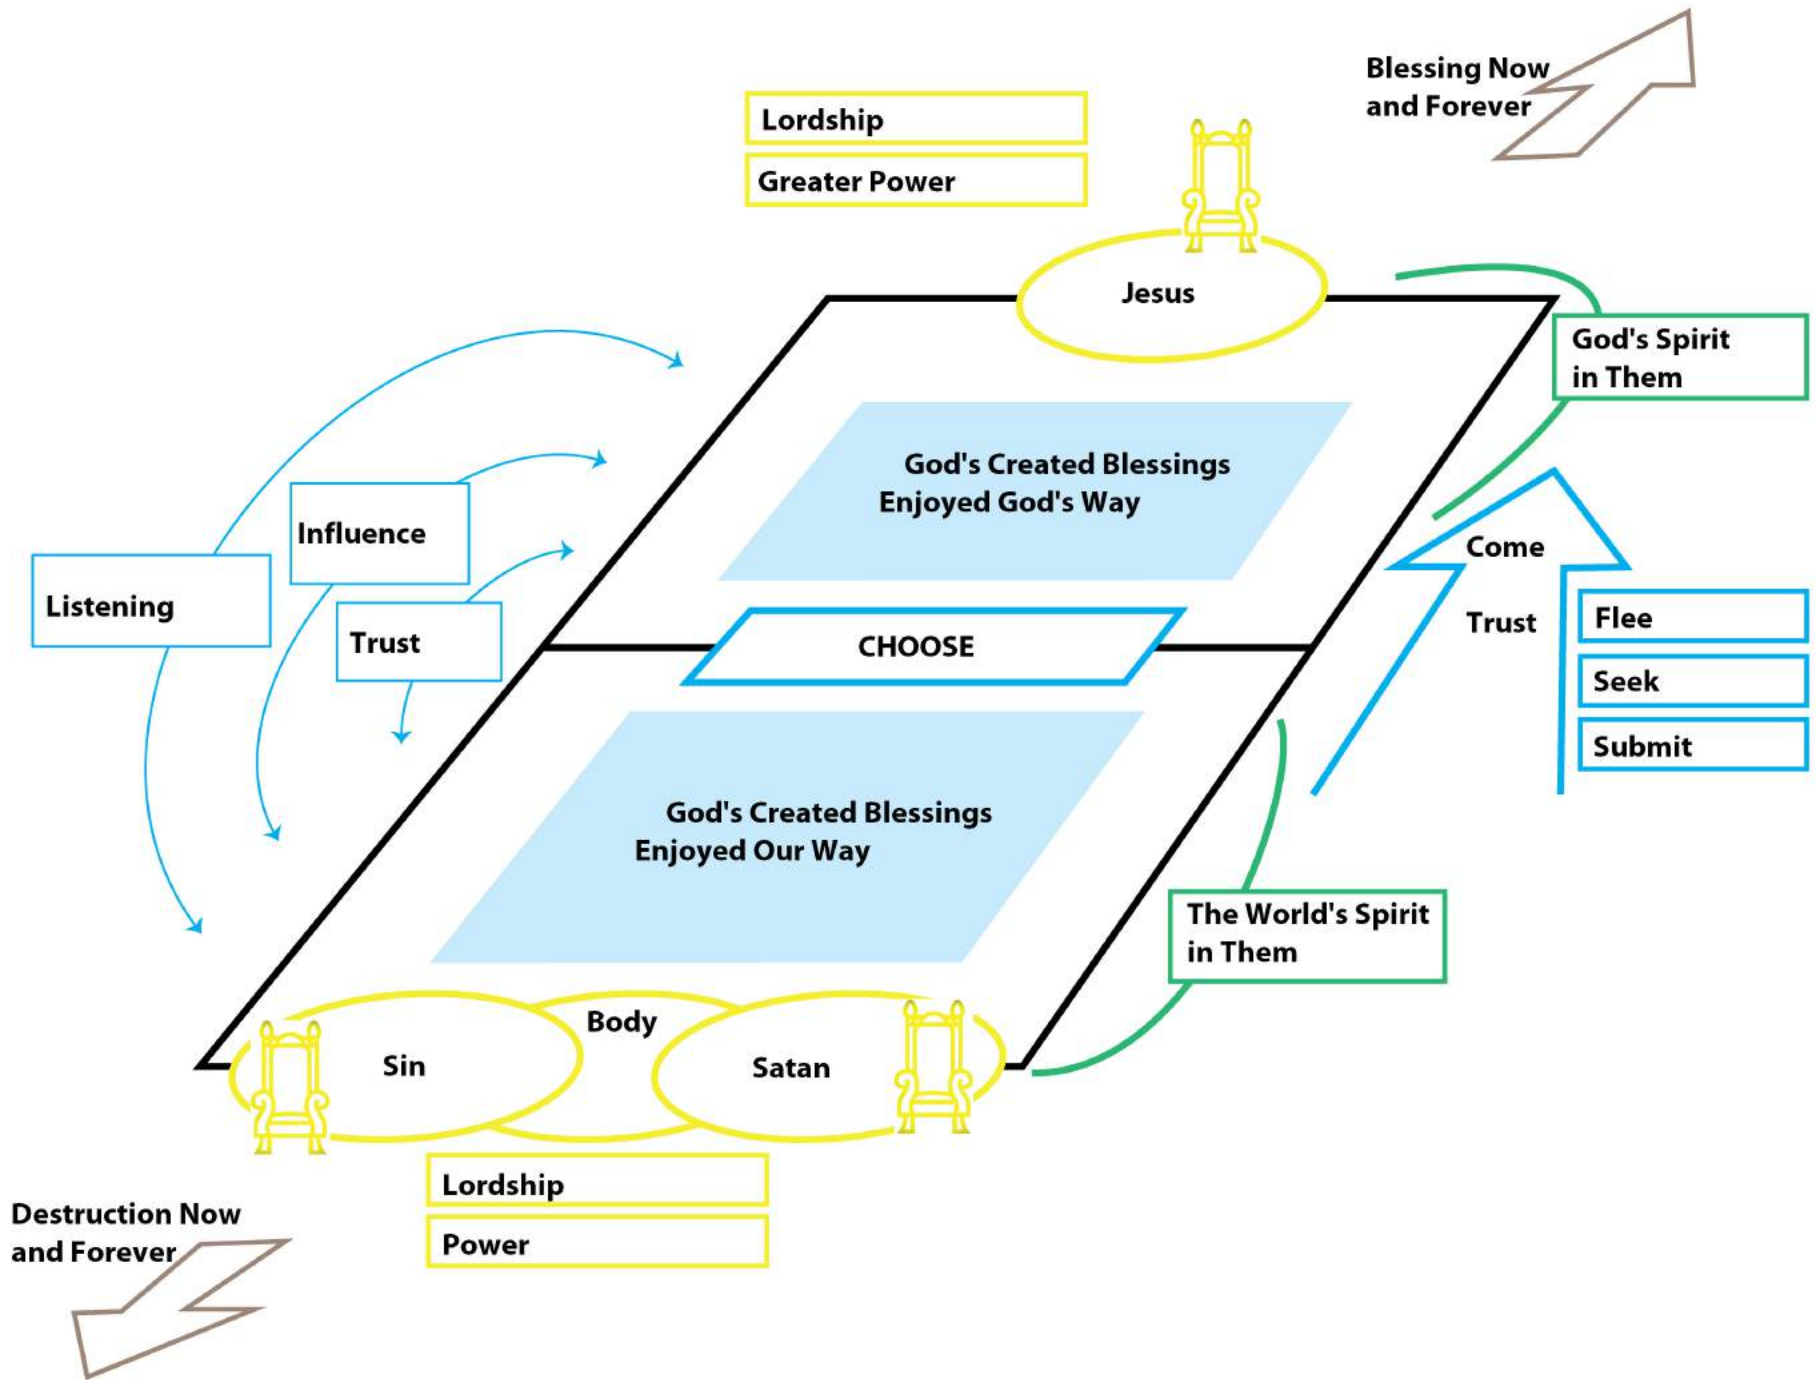 Blessing Now
and Forever
Lordship
Greater Power
Jesus
God's Spirit
in Them
God's Created Blessings
Enjoyed God's Way
Influence
Listening
Trust
Come
Trust
Flee
Seek
Submit
CHOOSE
God's Created Blessings
Enjoyed Our Way
The World's Spirit
in Them
Body
Sin
Satan
Lordship
Power
Destruction Now
and Forever